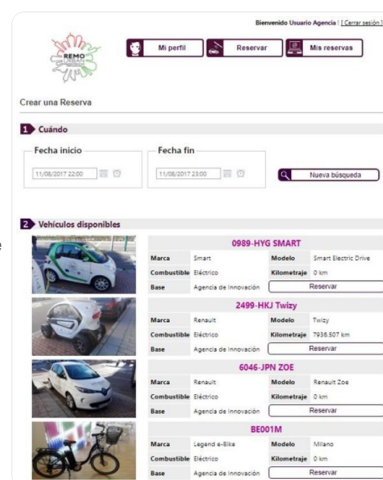 Bienvenido Usuario Agencia | [Cerrar sesión]
REMO
Mi perfil
Reservar
Mis reservas
Crear una Reserva
1 Cuándo
Fecha inicio
Fecha fin
11/08/2017 22:00
11/08/2017 23:00
Nueva búsqueda
2 Vehículos disponibles
0989-HYG SMART
Marca Smart Modelo Smart Electric Drive
Combustible Eléctrico Kilometraje 0 km
Base Agencia de Innovación Reservar
2499-HKJ Twizy
Marca Renault Modelo Twizy
Combustible Eléctrico Kilometraje 7936.507 km
Base Agencia de Innovación Reservar
6046-JPN ZOE
Marca Renault Modelo Renault Zoe
Combustible Eléctrico Kilometraje 0 km
Base Agencia de Innovación Reservar
BE001M
Marca Legend e-Bike Modelo Milano
Combustible Eléctrico Kilometraje 0 km
Base Agencia de Innovación Reservar